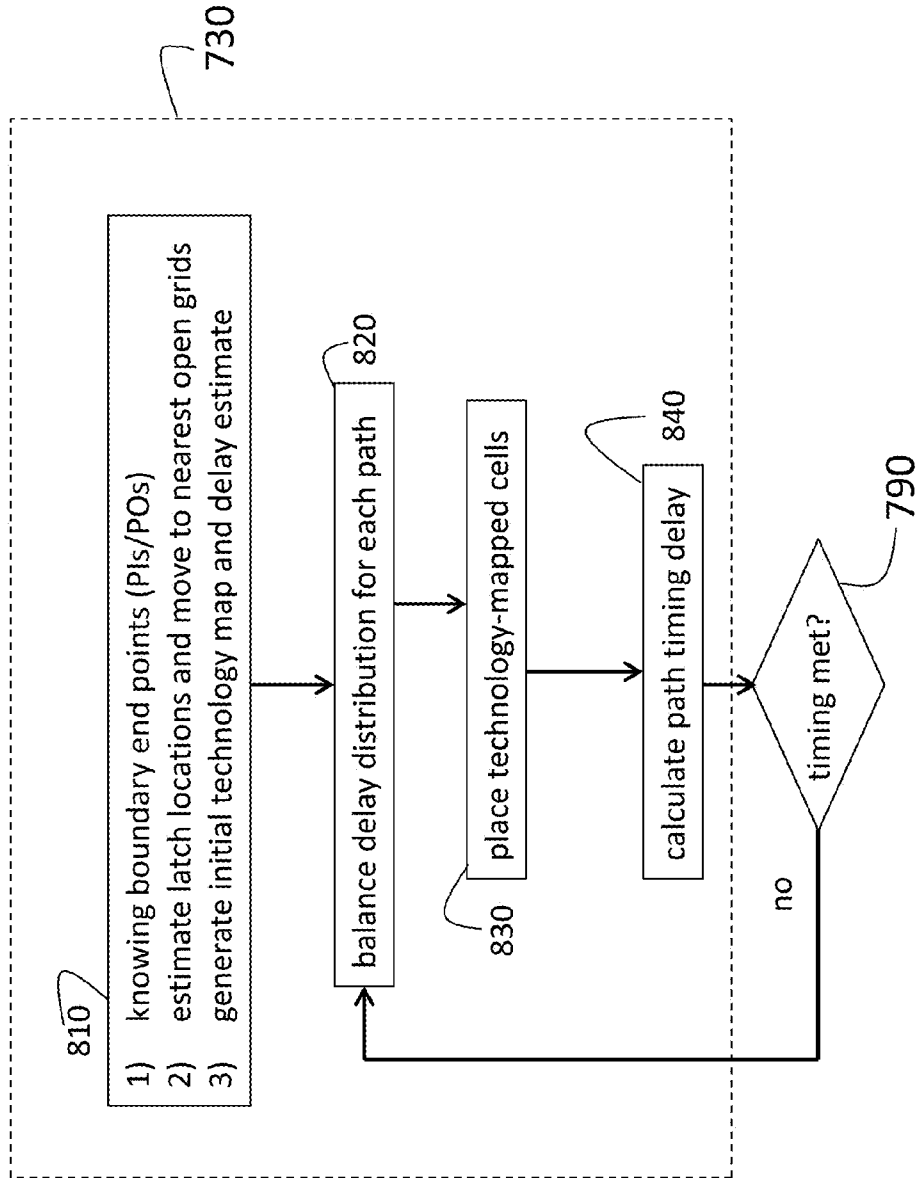 730
810
1) knowing boundary end points (PIs/POs)
2) estimate latch locations and move to nearest open grids
3) generate initial technology map and delay estimate
820
balance delay distribution for each path
830
place technology-mapped cells
840
calculate path timing delay
790
timing met?
no